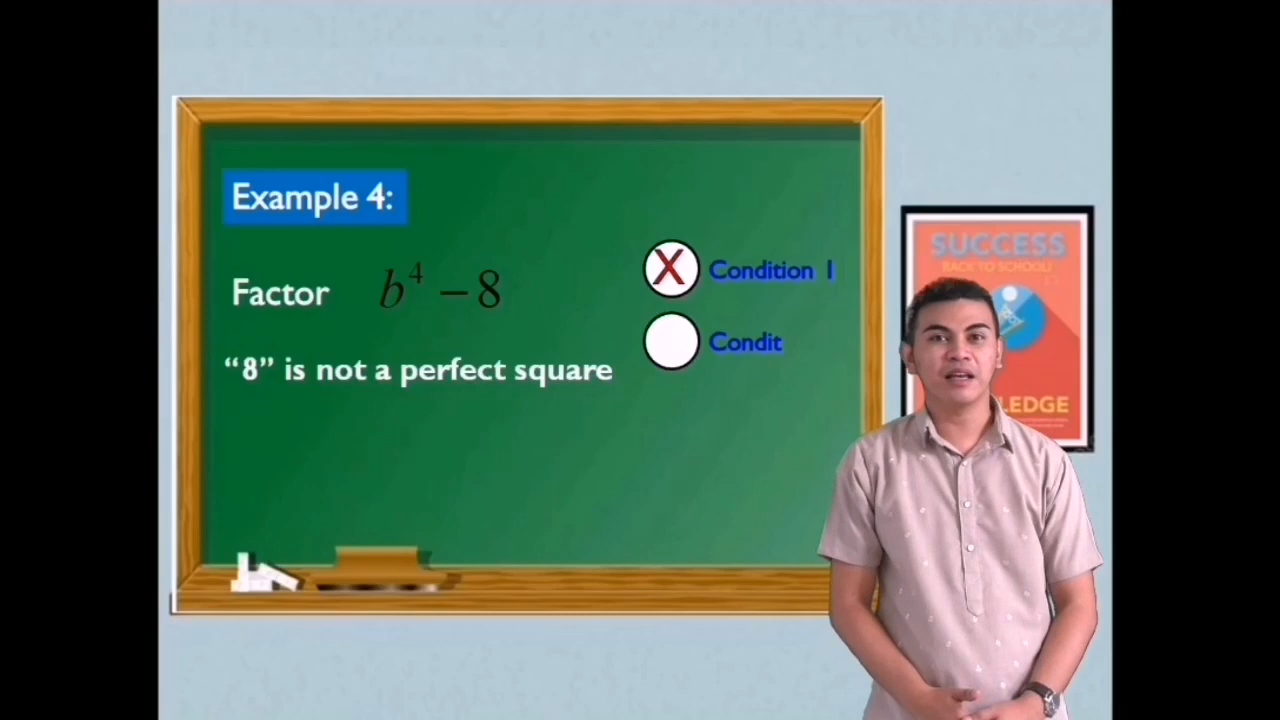 Example 4:
Factor b⁴ − 8
"8" is not a perfect square
X Condition 1
Condit
SUCCESS
BACK TO SCHOOL!
LEDGE